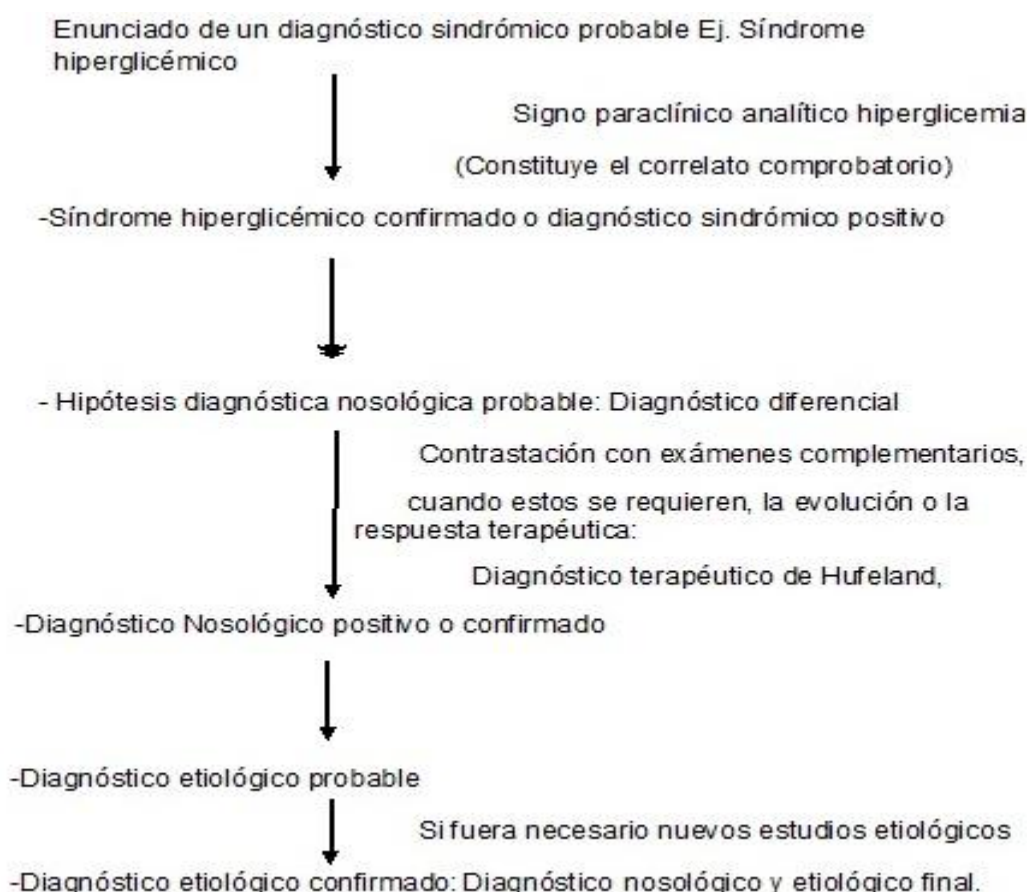 Enunciado de un diagnóstico sindrómico probable Ej. Síndrome
hiperglicémico
Signo paraclínico analítico hiperglicemia
(Constituye el correlato comprobatorio)
-Síndrome hiperglicémico confirmado o diagnóstico sindrómico positivo
- Hipótesis diagnóstica nosológica probable: Diagnóstico diferencial
Contrastación con exámenes complementarios,
cuando estos se requieren, la evolución o la
respuesta terapéutica:
Diagnóstico terapéutico de Hufeland,
-Diagnóstico Nosológico positivo o confirmado
-Diagnóstico etiológico probable
Si fuera necesario nuevos estudios etiológicos
-Diagnóstico etiológico confirmado: Diagnóstico nosológico y etiológico final.